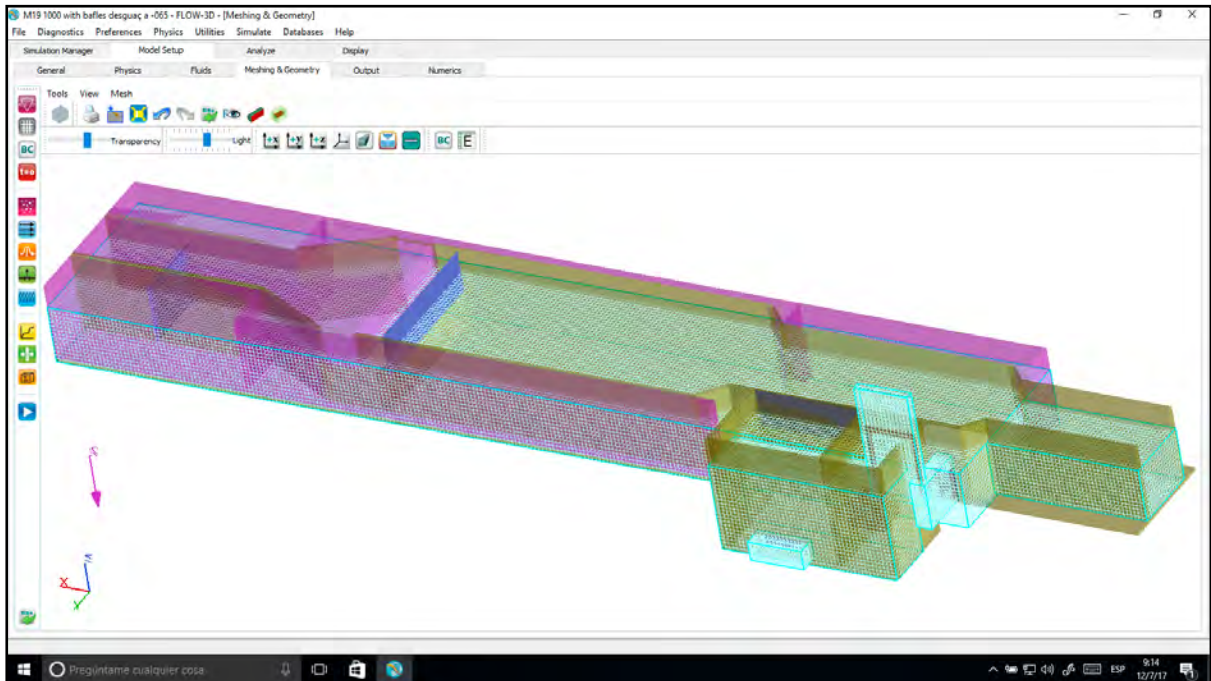 M19 1000 with bafles desguaç a -065 - FLOW-3D - [Meshing & Geometry]
File Diagnostics Preferences Physics Utilities Simulate Databases Help
Simulation Manager Model Setup Analyze Display
General Physics Fluids Meshing & Geometry Output Numerics
Tools View Mesh
Transparency Light +X +Y +Z BC E
BC
X
Y
Pregúntame cualquier cosa
ESP
9:14
12/7/17